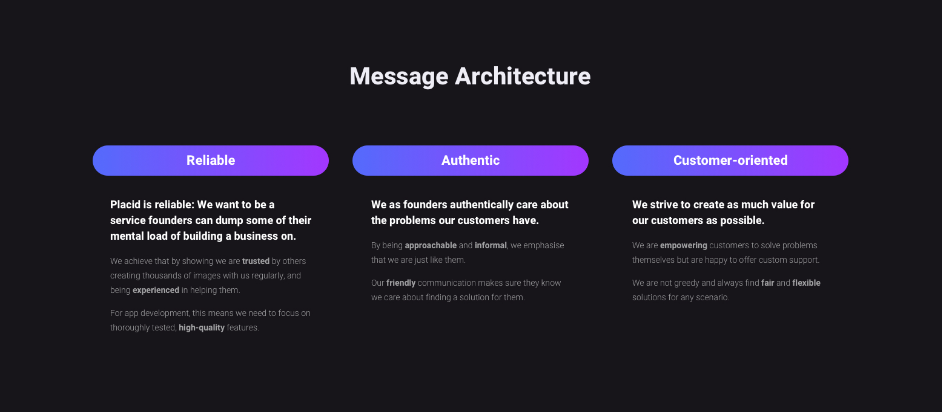 Message Architecture
Reliable
Placid is reliable: We want to be a
service founders can dump some of their
mental load of building a business on.
We achieve that by showing we are trusted by others
creating thousands of images with us regularly, and
being experienced in helping them.
For app development, this means we need to focus on
thoroughly tested, high-quality features.
Authentic
We as founders authentically care about
the problems our customers have.
By being approachable and informal, we emphasise
that we are just like them.
Our friendly communication makes sure they know
we care about finding a solution for them.
Customer-oriented
We strive to create as much value for
our customers as possible.
We are empowering customers to solve problems
themselves but are happy to offer custom support.
We are not greedy and always find fair and flexible
solutions for any scenario.